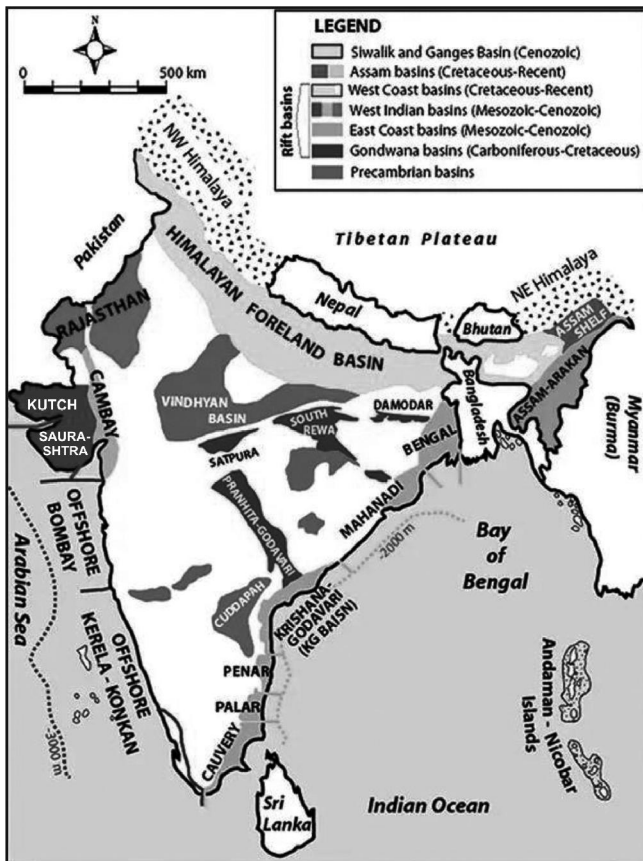 N
0
500 km
LEGEND
Siwalik and Ganges Basin (Cenozoic)
Assam basins (Cretaceous-Recent)
West Coast basins (Cretaceous-Recent)
West Indian basins (Mesozoic-Cenozoic)
East Coast basins (Mesozoic-Cenozoic)
Gondwana basins (Carboniferous-Cretaceous)
Precambrian basins
Rift basins
NW Himalaya
Pakistan
Tibetan Plateau
HIMALAYAN FORELAND BASIN
Nepal
NE Himalaya
Bhutan
ASSAM
SHELF
RAJASTHAN
ASSAM-ARAKAN
Bangladesh
Myanmar
(Burma)
KUTCH
CAMBAY
VINDHYAN
BASIN
SOUTH
REWA
DAMODAR
SAURA-
SHTRA
SATPURA
BENGAL
MAHANADI
PRANHITA-GODAVARI
OFFSHORE
BOMBAY
-2000 m
Bay
of
Bengal
Arabian Sea
CUDDAPAH
KRISHANA-
GODAVARI
(KG BAISN)
OFFSHORE
KERELA - KONKAN
PENAR
PALAR
CAUVERY
-3000 m
Andaman - Nicobar
Islands
Sri
Lanka
Indian Ocean